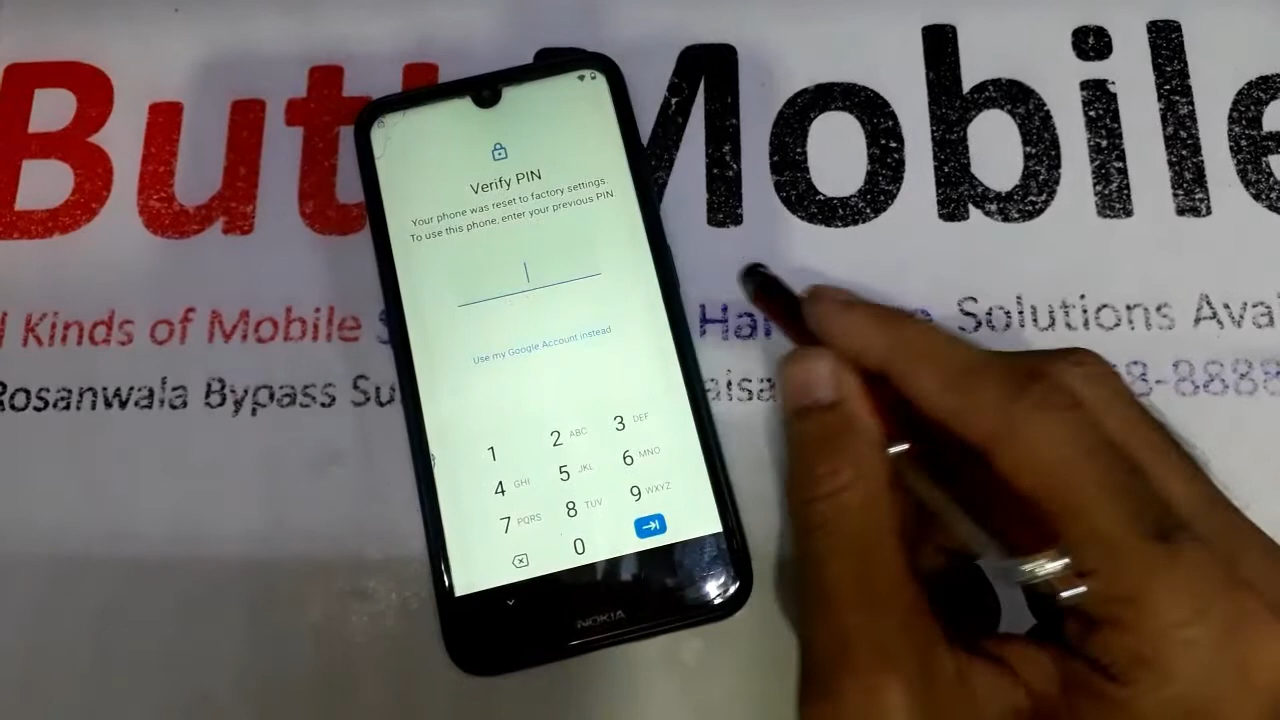 Butt Mobile
Kinds of Mobile
Solutions
Rosanwala Bypass
Verify PIN
Your phone was reset to factory settings.
To use this phone, enter your previous PIN.
Use my Google Account instead
1
2 ABC
3 DEF
4 GHI
5 JKL
6 MNO
7 PQRS
8 TUV
9 WXYZ
0
NOKIA